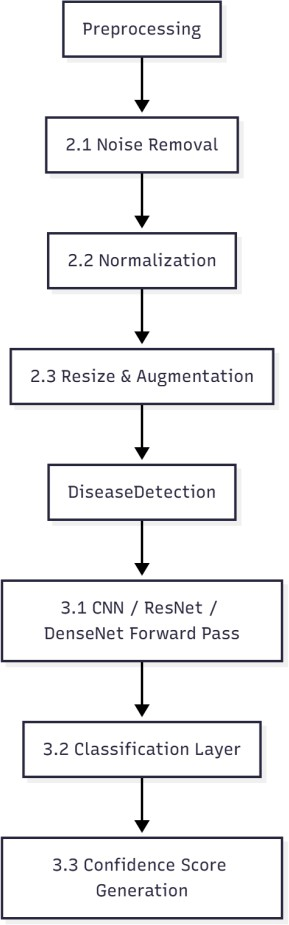 Preprocessing
2.1 Noise Removal
2.2 Normalization
2.3 Resize & Augmentation
DiseaseDetection
3.1 CNN / ResNet /
DenseNet Forward Pass
3.2 Classification Layer
3.3 Confidence Score
Generation